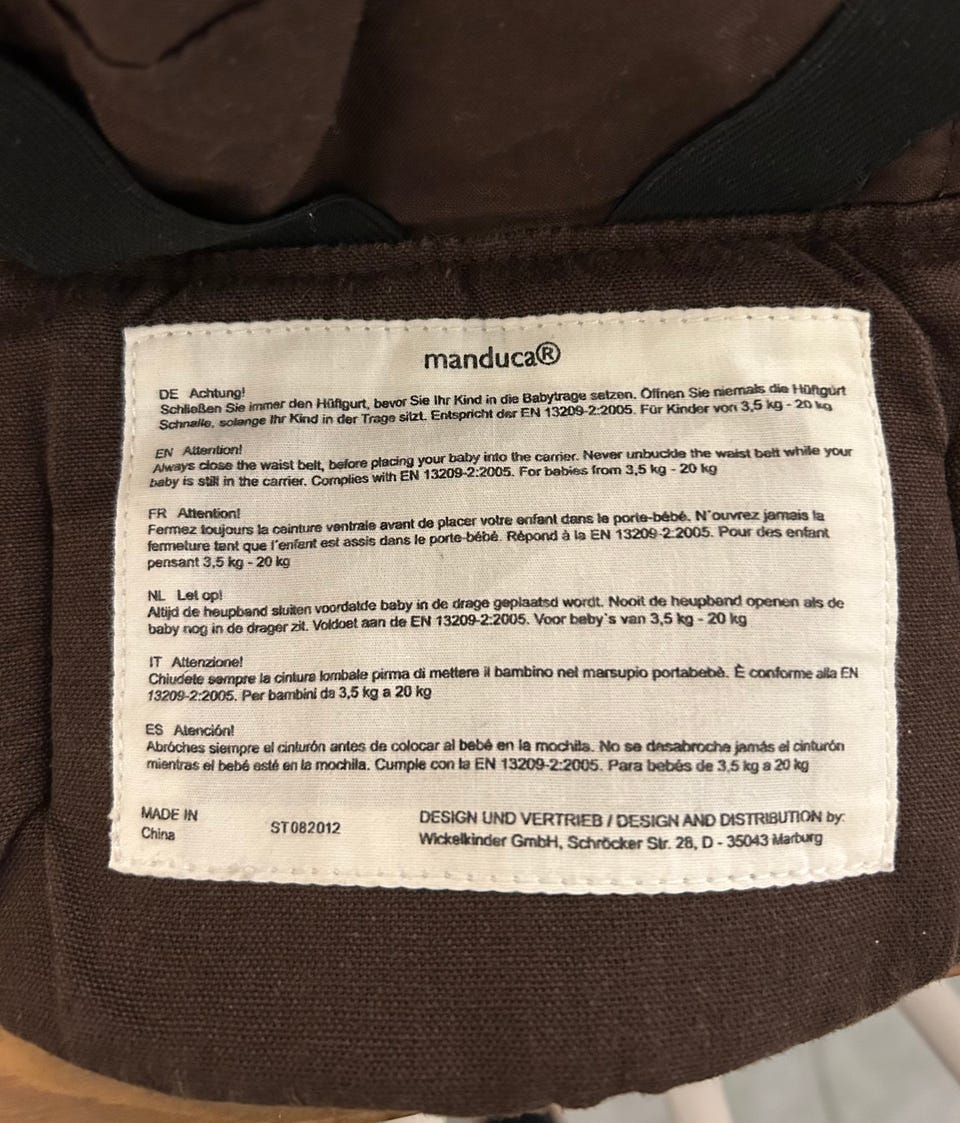 manduca®
DE Achtung!
Schließen Sie immer den Hüftgurt, bevor Sie Ihr Kind in die Babytrage setzen. Öffnen Sie niemals die Hüftgurt
Schnalle, solange Ihr Kind in der Trage sitzt. Entspricht der EN 13209-2:2005. Für Kinder von 3,5 kg - 20 kg
EN Attention!
Always close the waist belt, before placing your baby into the carrier. Never unbuckle the waist belt while your
baby is still in the carrier. Complies with EN 13209-2:2005. For babies from 3,5 kg - 20 kg
FR Attention!
Fermez toujours la ceinture ventrale avant de placer votre enfant dans le porte-bébé. N'ouvrez jamais la
fermeture tant que l'enfant est assis dans le porte-bébé. Répond à la EN 13209-2:2005. Pour des enfant
pensant 3,5 kg - 20 kg
NL Let op!
Altijd de heupband sluiten voordatde baby in de drage geplaatsd wordt. Nooit de heupband openen als de
baby nog in de drager zit. Voldoet aan de EN 13209-2:2005. Voor baby's van 3,5 kg - 20 kg
IT Attenzione!
Chiudete sempre la cintura lombale pirma di mettere il bambino nel marsupio portabebè. È conforme alla EN
13209-2:2005. Per bambini da 3,5 kg a 20 kg
ES Atención!
Abróches siempre el cinturón antes de colocar al bebé en la mochila. No se desabroche jamás el cinturón
mientras el bebé esté en la mochila. Cumple con la EN 13209-2:2005. Para bebés de 3,5 kg a 20 kg
MADE IN
China
ST082012
DESIGN UND VERTRIEB / DESIGN AND DISTRIBUTION by:
Wickelkinder GmbH, Schröcker Str. 28, D - 35043 Marburg